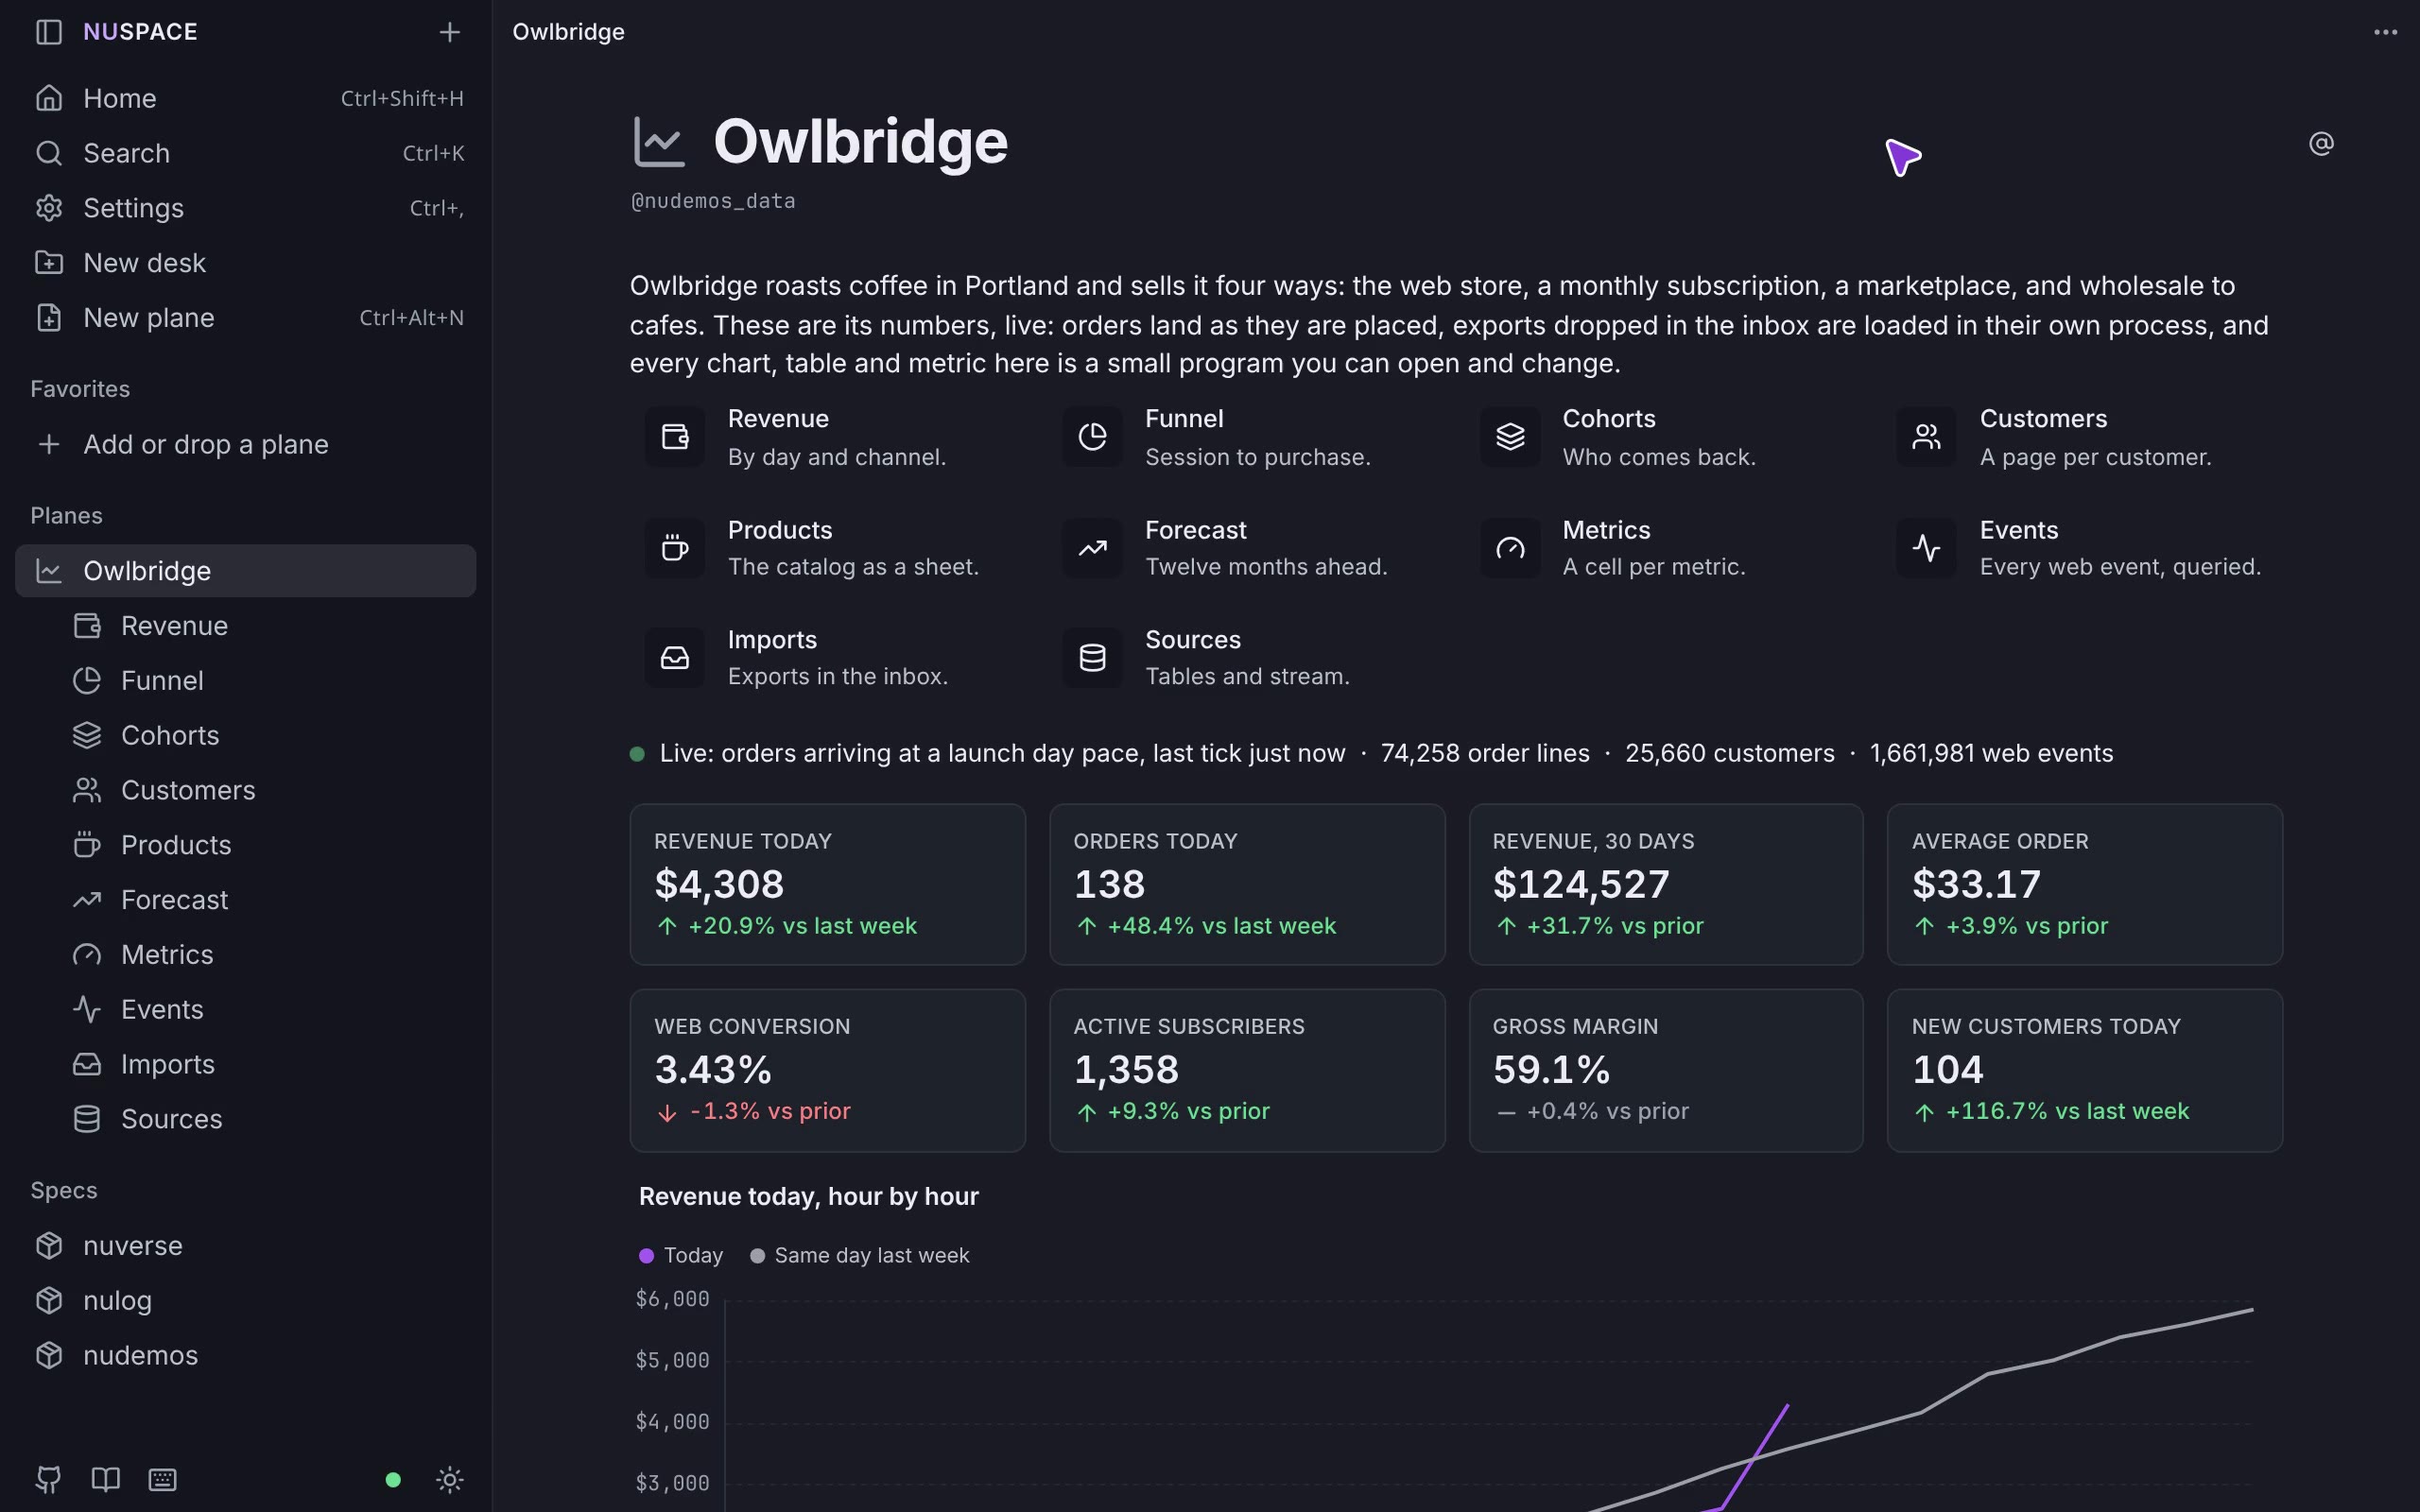 NUSPACE
Home Ctrl+Shift+H
Search Ctrl+K
Settings Ctrl+,
New desk
New plane Ctrl+Alt+N
Favorites
Add or drop a plane
Planes
Owlbridge
Revenue
Funnel
Cohorts
Customers
Products
Forecast
Metrics
Events
Imports
Sources
Specs
nuverse
nulog
nudemos
Owlbridge
Owlbridge
@
@nudemos_data
Owlbridge roasts coffee in Portland and sells it four ways: the web store, a monthly subscription, a marketplace, and wholesale to
cafes. These are its numbers, live: orders land as they are placed, exports dropped in the inbox are loaded in their own process, and
every chart, table and metric here is a small program you can open and change.
Revenue
By day and channel.
Funnel
Session to purchase.
Cohorts
Who comes back.
Customers
A page per customer.
Products
The catalog as a sheet.
Forecast
Twelve months ahead.
Metrics
A cell per metric.
Events
Every web event, queried.
Imports
Exports in the inbox.
Sources
Tables and stream.
Live: orders arriving at a launch day pace, last tick just now · 74,258 order lines · 25,660 customers · 1,661,981 web events
REVENUE TODAY
$4,308
↑ +20.9% vs last week
ORDERS TODAY
138
↑ +48.4% vs last week
REVENUE, 30 DAYS
$124,527
↑ +31.7% vs prior
AVERAGE ORDER
$33.17
↑ +3.9% vs prior
WEB CONVERSION
3.43%
↓ -1.3% vs prior
ACTIVE SUBSCRIBERS
1,358
↑ +9.3% vs prior
GROSS MARGIN
59.1%
— +0.4% vs prior
NEW CUSTOMERS TODAY
104
↑ +116.7% vs last week
Revenue today, hour by hour
Today Same day last week
$6,000
$5,000
$4,000
$3,000